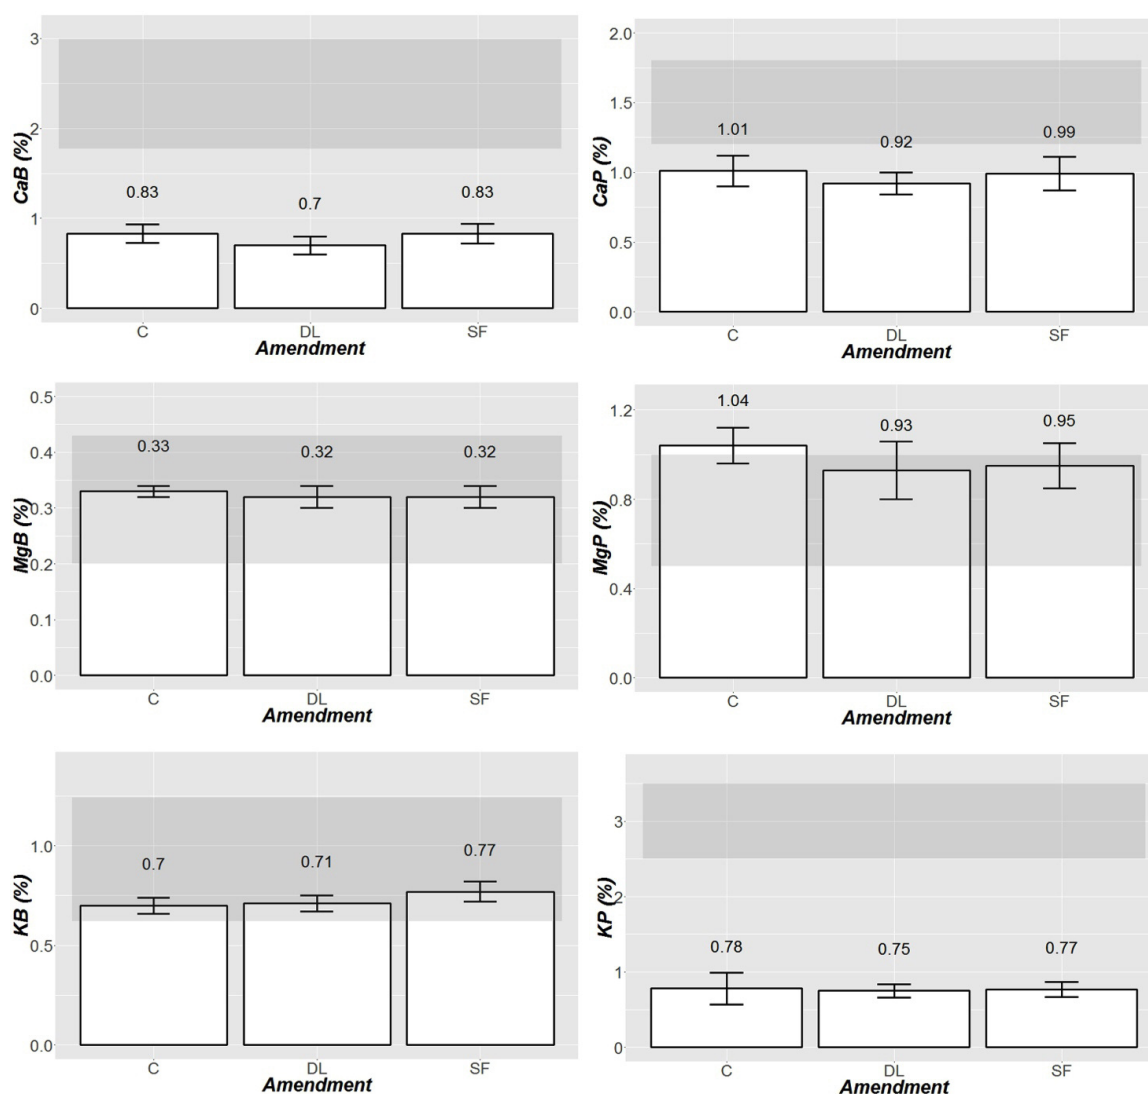 CaB (%)
3
2
1
0
0.83
0.7
0.83
C
DL
SF
Amendment
CaP (%)
2.0
1.5
1.0
0.5
0.0
1.01
0.92
0.99
C
DL
SF
Amendment
MgB (%)
0.5
0.4
0.3
0.2
0.1
0.0
0.33
0.32
0.32
C
DL
SF
Amendment
MgP (%)
1.2
0.8
0.4
0.0
1.04
0.93
0.95
C
DL
SF
Amendment
KB (%)
1.0
0.5
0.0
0.7
0.71
0.77
C
DL
SF
Amendment
KP (%)
3
2
1
0
0.78
0.75
0.77
C
DL
SF
Amendment